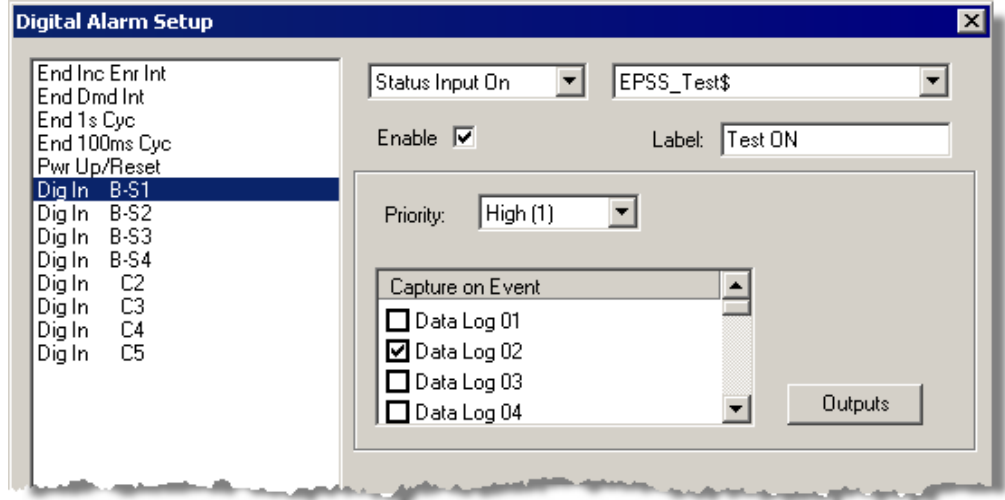 Digital Alarm Setup
End Inc Enr Int
End Dmd Int
End 1s Cyc
End 100ms Cyc
Pwr Up/Reset
Dig In B-S1
Dig In B-S2
Dig In B-S3
Dig In B-S4
Dig In C2
Dig In C3
Dig In C4
Dig In C5
Status Input On
EPSS_Test$
Enable
Label: Test ON
Priority: High (1)
Capture on Event
Data Log 01
Data Log 02
Data Log 03
Data Log 04
Outputs